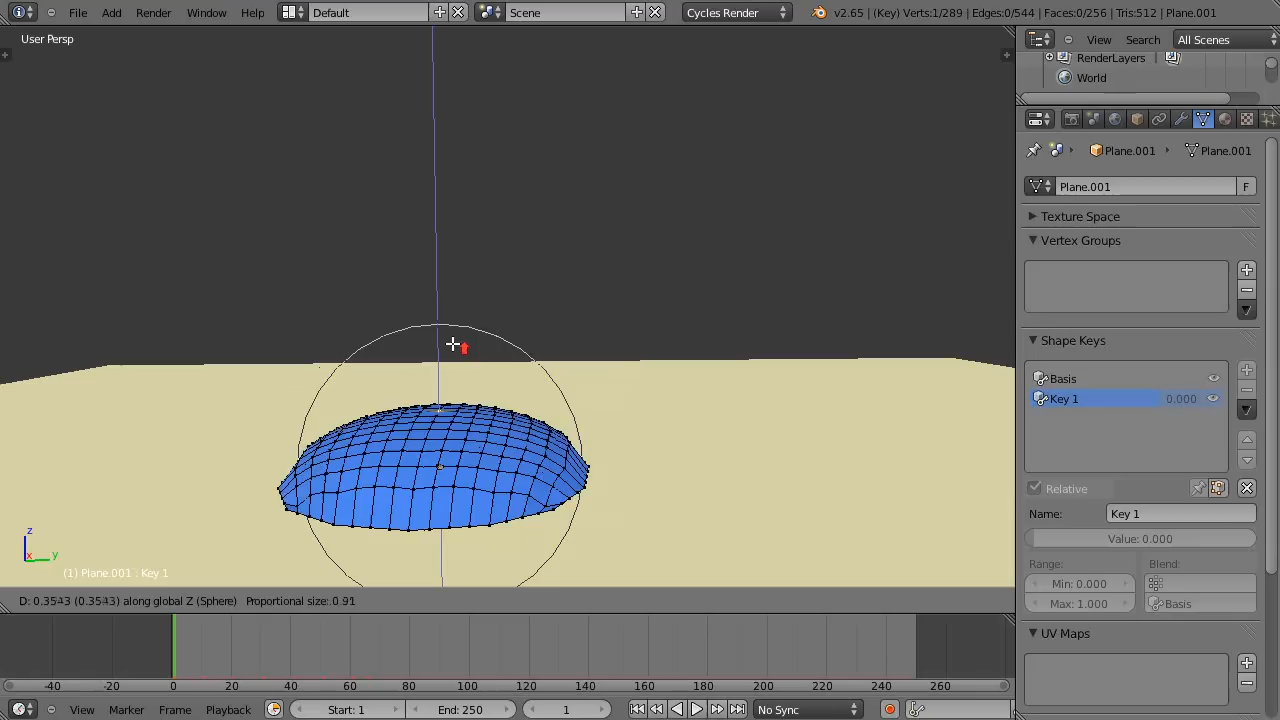 File Add Render Window Help Default Scene Cycles Render v2.65 | (Key) Verts:1/289 | Edges:0/544 | Faces:0/256 | Tris:512 | Plane.001
User Persp
View Search All Scenes
RenderLayers
World
Plane.001 Plane.001
Plane.001 F
Texture Space
Vertex Groups
Shape Keys
Basis
Key 1 0.000
Relative
Name: Key 1
Value: 0.000
Range: Blend:
Min: 0.000
Max: 1.000 Basis
UV Maps
z
x y
(1) Plane.001 : Key 1
D: 0.3543 (0.3543) along global Z (Sphere) Proportional size: 0.91
-40 -20 0 20 40 60 80 100 120 140 160 180 200 220 240 260
View Marker Frame Playback Start: 1 End: 250 1 No Sync